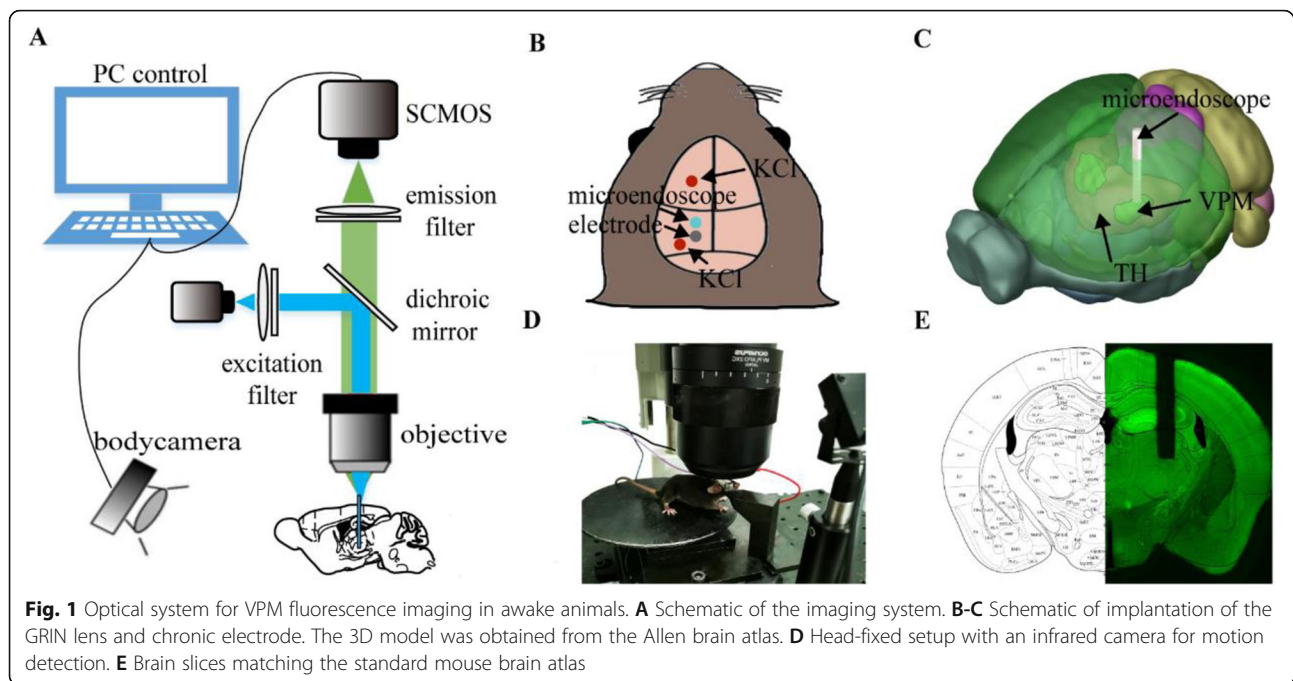 A
PC control
SCMOS
emission
filter
dichroic
mirror
excitation
filter
bodycamera
objective
B
KCl
microendoscope
electrode
KCl
C
microendoscope
VPM
TH
D
E
Fig. 1 Optical system for VPM fluorescence imaging in awake animals. A Schematic of the imaging system. B-C Schematic of implantation of the
GRIN lens and chronic electrode. The 3D model was obtained from the Allen brain atlas. D Head-fixed setup with an infrared camera for motion
detection. E Brain slices matching the standard mouse brain atlas